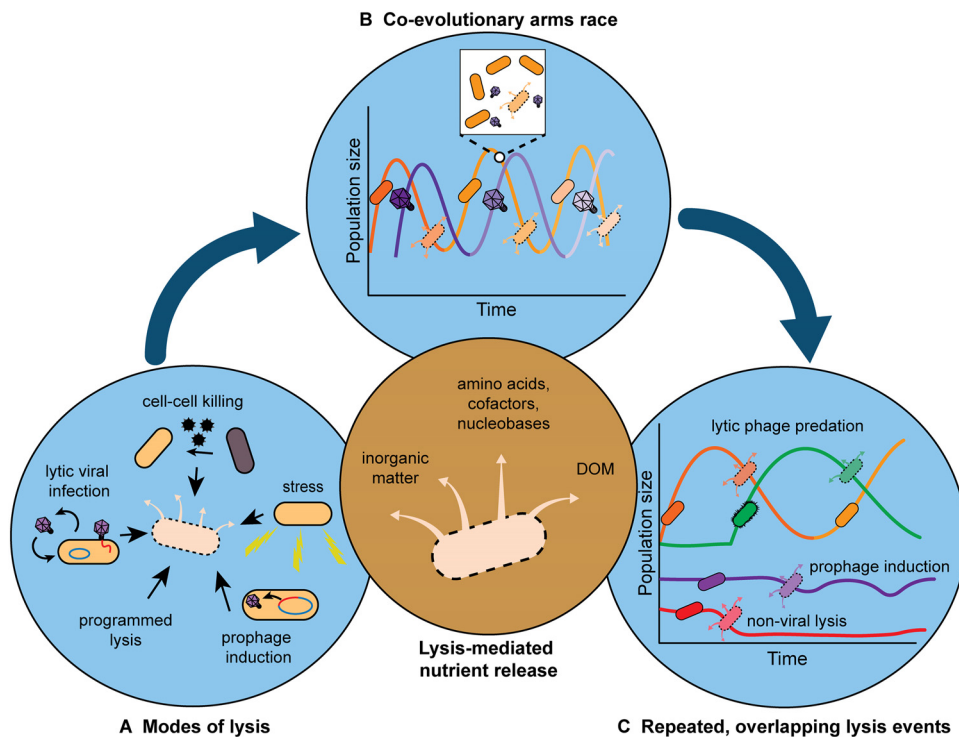 B Co-evolutionary arms race
Population size
Time
cell-cell killing
lytic viral
infection
stress
programmed
lysis
prophage
induction
A Modes of lysis
amino acids,
cofactors,
nucleobases
inorganic
matter
DOM
Lysis-mediated
nutrient release
lytic phage predation
Population size
prophage induction
non-viral lysis
Time
C Repeated, overlapping lysis events